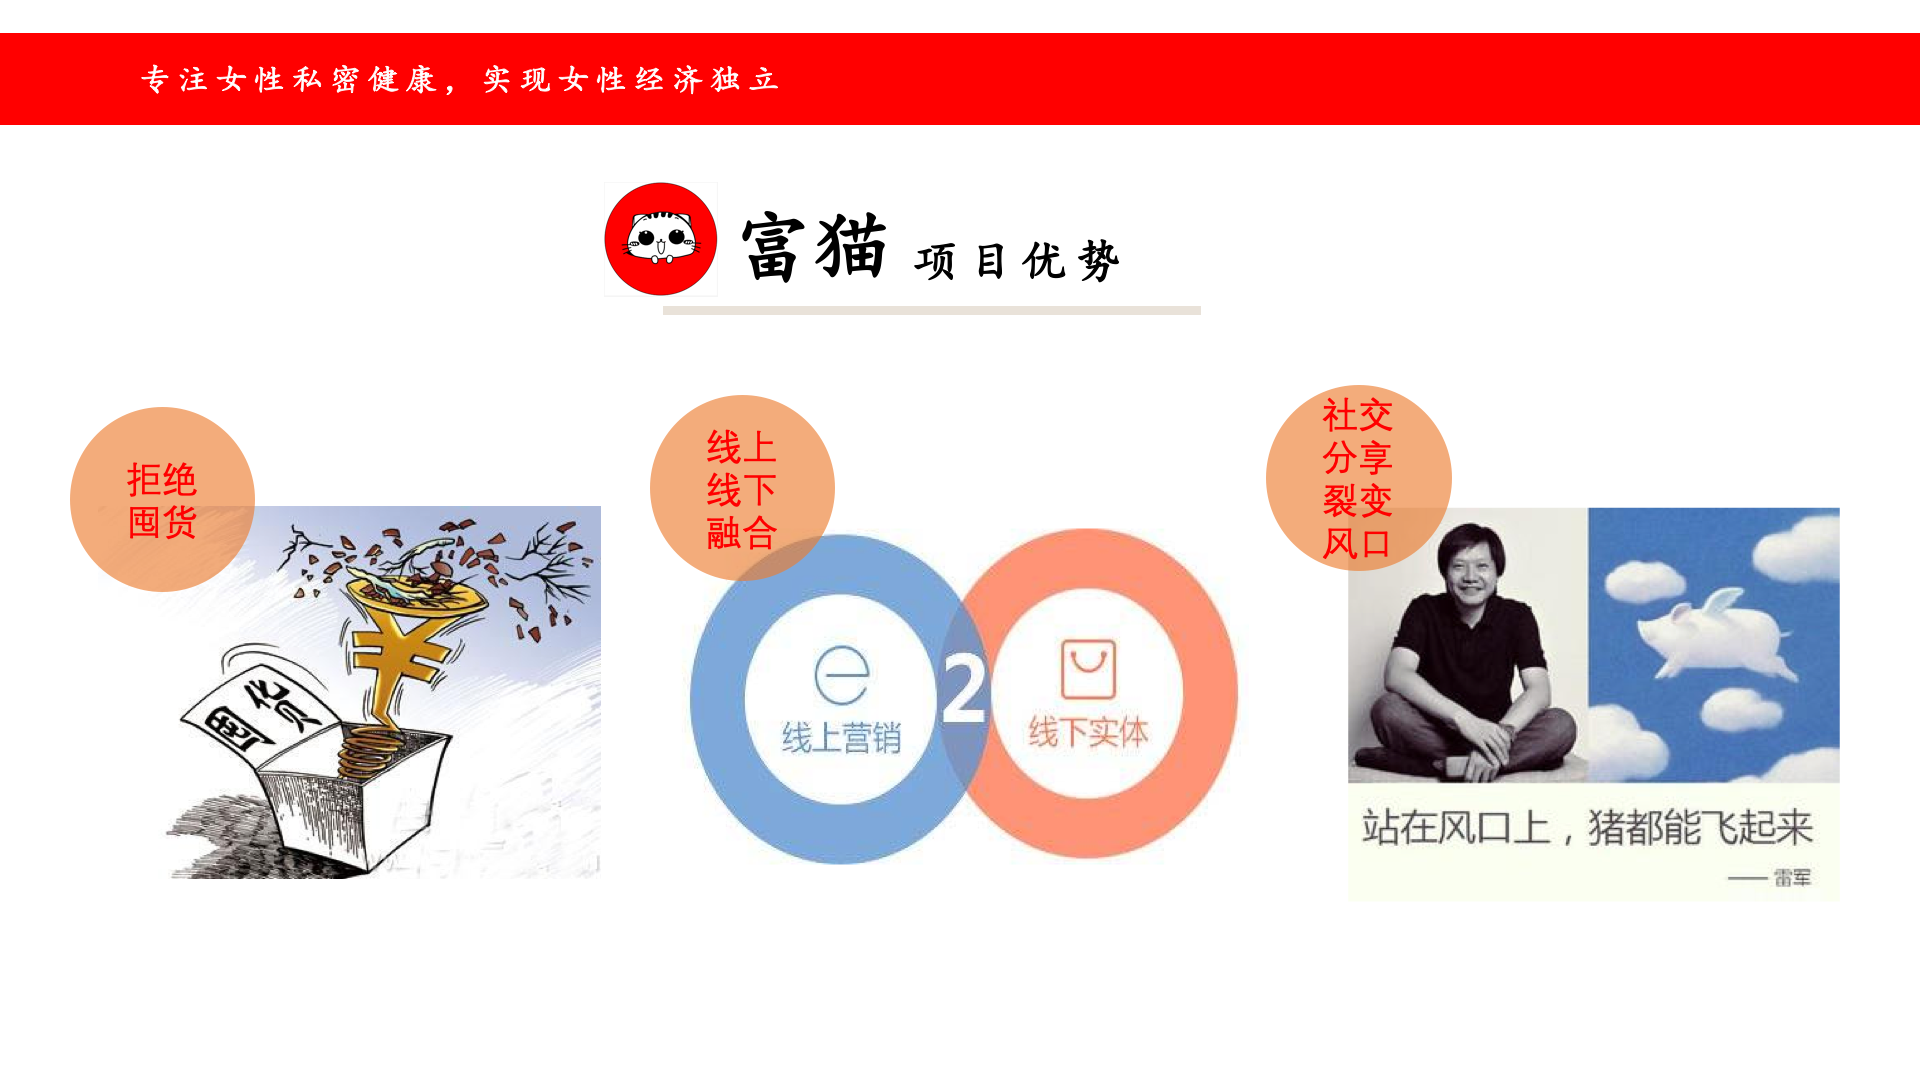 专注女性私密健康，实现女性经济独立
富猫 项目优势
拒绝
囤货
囤货
线上
线下
融合
线上营销
2
线下实体
社交
分享
裂变
风口
站在风口上，猪都能飞起来
—— 雷军